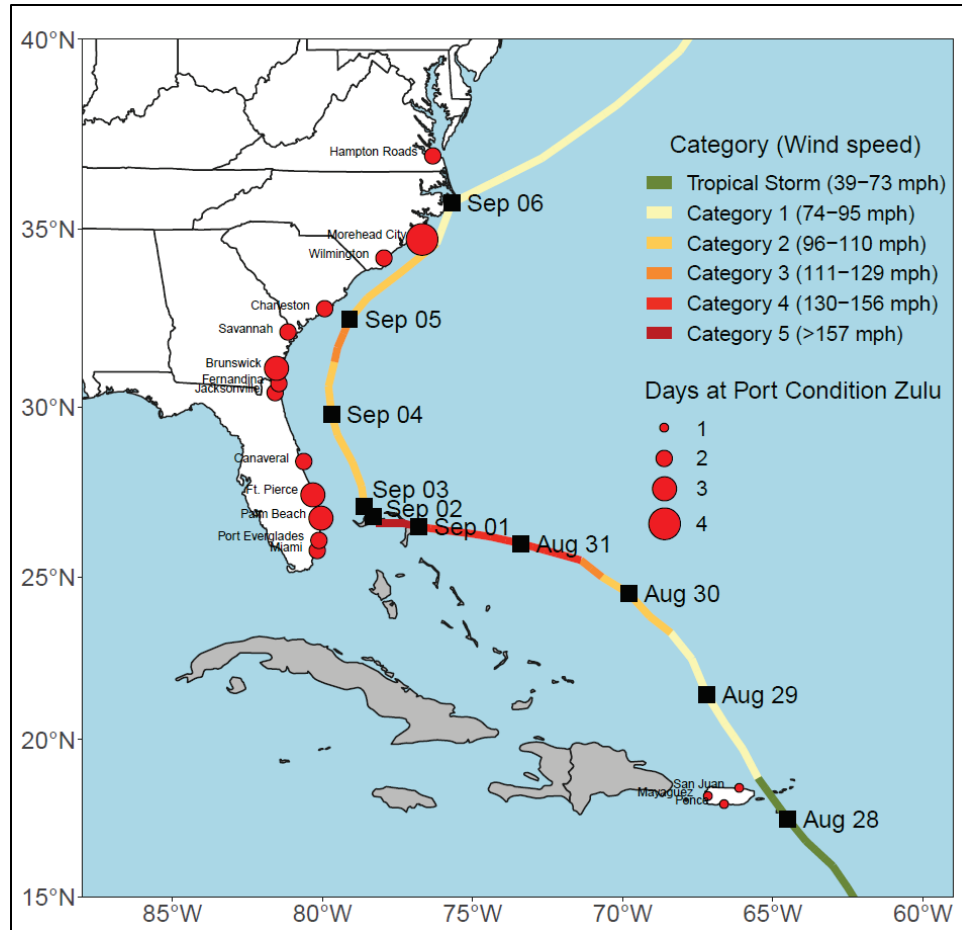 40°N
35°N
30°N
25°N
20°N
15°N
85°W
80°W
75°W
70°W
65°W
60°W
Hampton Roads
Morehead City
Wilmington
Charleston
Savannah
Brunswick
Fernandina
Jacksonville
Canaveral
Ft. Pierce
Palm Beach
Port Everglades
Miami
San Juan
Mayaguez
Ponce
Sep 06
Sep 05
Sep 04
Sep 03
Sep 02
Sep 01
Aug 31
Aug 30
Aug 29
Aug 28
Category (Wind speed)
Tropical Storm (39−73 mph)
Category 1 (74−95 mph)
Category 2 (96−110 mph)
Category 3 (111−129 mph)
Category 4 (130−156 mph)
Category 5 (>157 mph)
Days at Port Condition Zulu
1
2
3
4